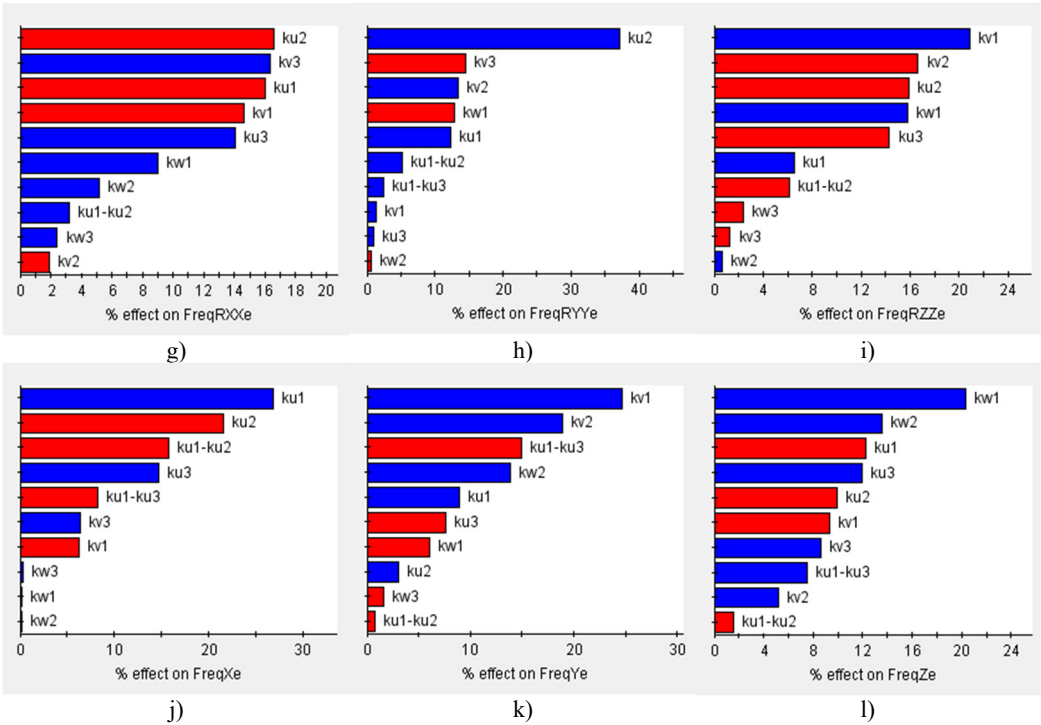 ku2
kv3
ku1
kv1
ku3
kw1
kw2
ku1-ku2
kw3
kv2
0 2 4 6 8 10 12 14 16 18 20
% effect on FreqRXXe
g)
ku2
kv3
kv2
kw1
ku1
ku1-ku2
ku1-ku3
kv1
ku3
kw2
0 10 20 30 40
% effect on FreqRYYe
h)
kv1
kv2
ku2
kw1
ku3
ku1
ku1-ku2
kw3
kv3
kw2
0 4 8 12 16 20 24
% effect on FreqRZZe
i)
ku1
ku2
ku1-ku2
ku3
ku1-ku3
kv3
kv1
kw3
kw1
kw2
0 10 20 30
% effect on FreqXe
j)
kv1
kv2
ku1-ku3
kw2
ku1
ku3
kw1
ku2
kw3
ku1-ku2
0 10 20 30
% effect on FreqYe
k)
kw1
kw2
ku1
ku3
ku2
kv1
kv3
ku1-ku3
kv2
ku1-ku2
0 4 8 12 16 20 24
% effect on FreqZe
l)